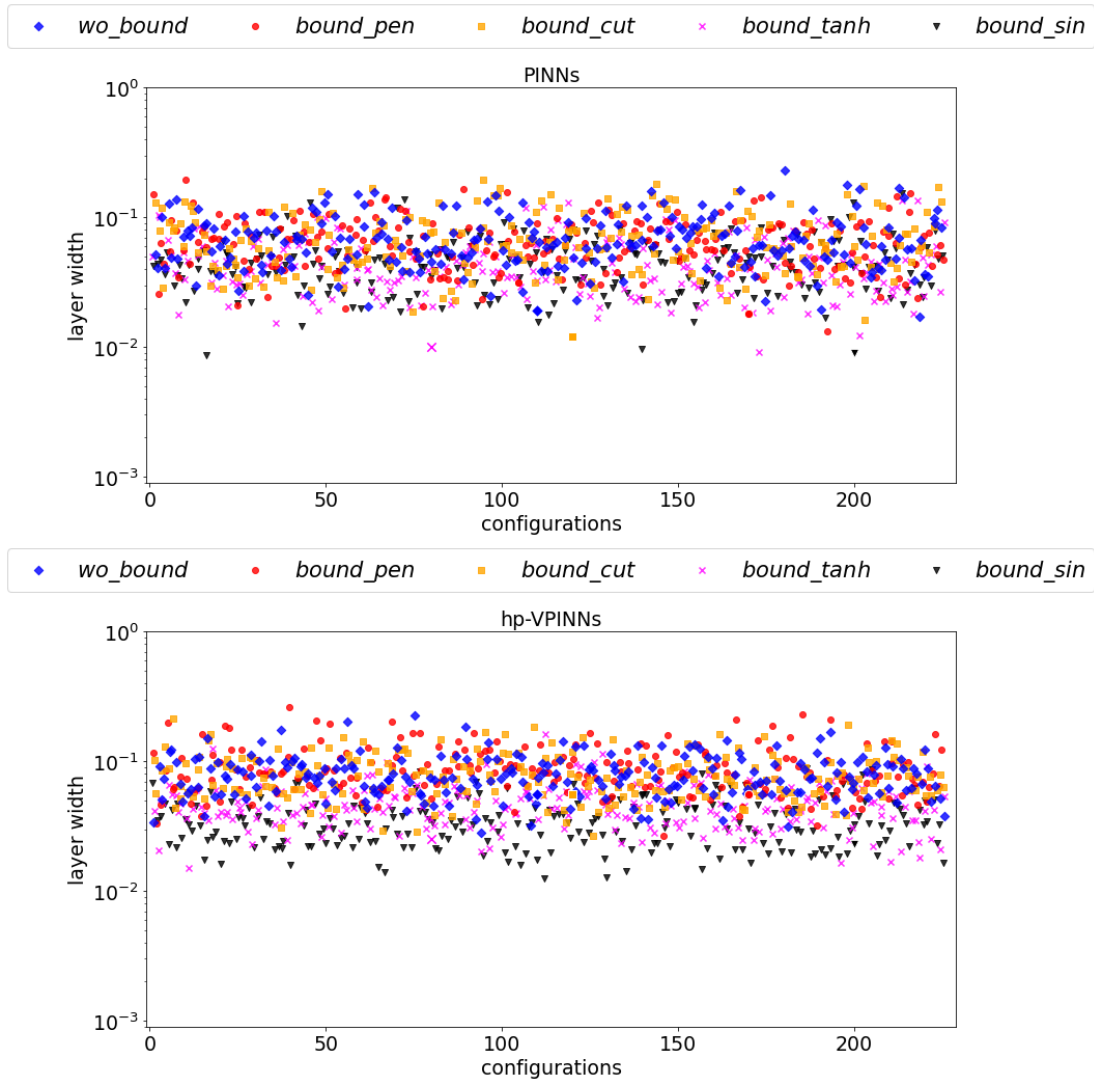 wo_bound bound_pen bound_cut bound_tanh bound_sin
PINNs
10^0
10^-1
10^-2
10^-3
layer width
0 50 100 150 200
configurations
wo_bound bound_pen bound_cut bound_tanh bound_sin
hp-VPINNs
10^0
10^-1
10^-2
10^-3
layer width
0 50 100 150 200
configurations